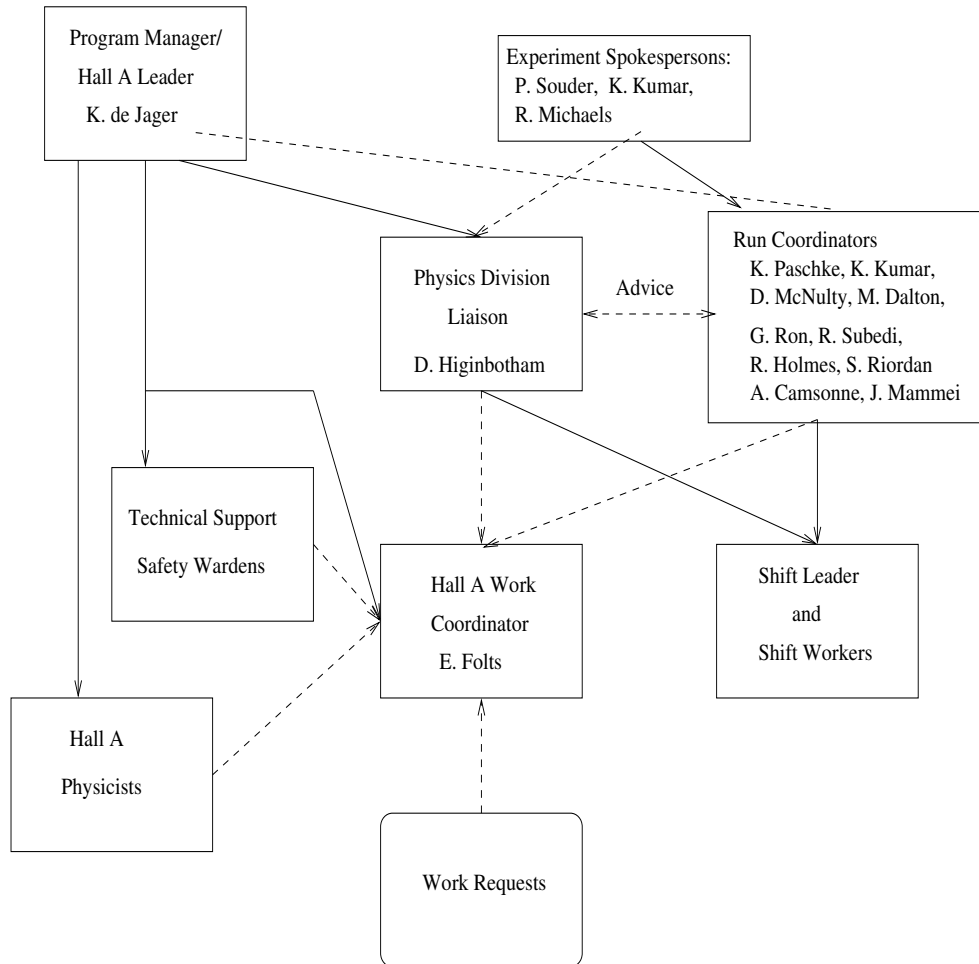 Program Manager/
Hall A Leader
K. de Jager
Experiment Spokespersons:
P. Souder, K. Kumar,
R. Michaels
Physics Division
Liaison
D. Higinbotham
Advice
Run Coordinators
K. Paschke, K. Kumar,
D. McNulty, M. Dalton,
G. Ron, R. Subedi,
R. Holmes, S. Riordan
A. Camsonne, J. Mammei
Technical Support
Safety Wardens
Hall A Work
Coordinator
E. Folts
Shift Leader
and
Shift Workers
Hall A
Physicists
Work Requests